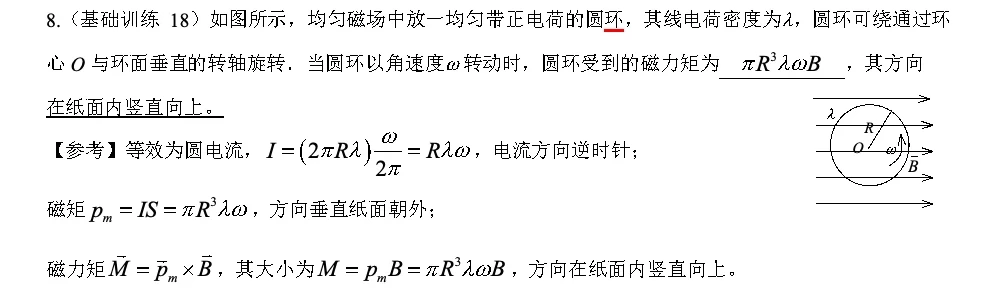 8.（基础训练 18）如图所示，均匀磁场中放一均匀带正电荷的圆环，其线电荷密度为λ，圆环可绕通过环
心 O 与环面垂直的转轴旋转．当圆环以角速度ω 转动时，圆环受到的磁力矩为 πR³λωB ，其方向
在纸面内竖直向上。
【参考】等效为圆电流，I = (2πRλ) ω/2π = Rλω，电流方向逆时针；
磁矩 pₘ = IS = πR³λω，方向垂直纸面朝外；
磁力矩 M⃗ = p⃗ₘ × B⃗，其大小为 M = pₘB = πR³λωB，方向在纸面内竖直向上。
λ
R
O ω
B⃗